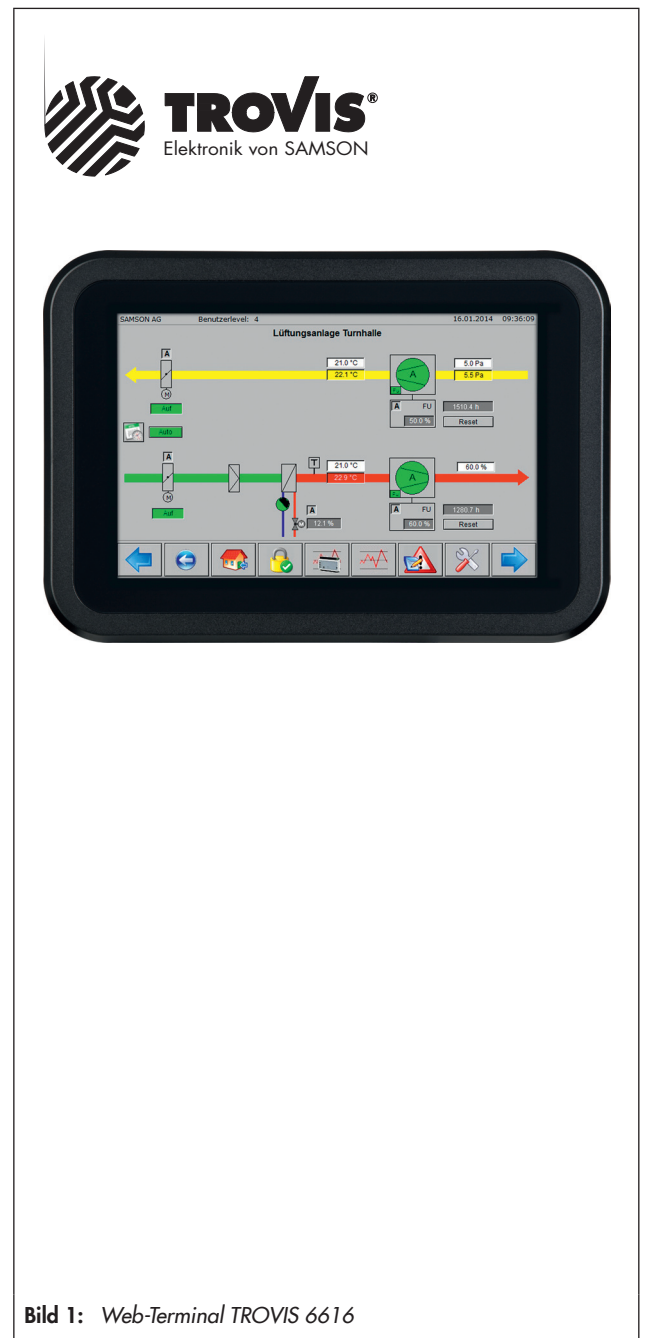 TROVIS®
Elektronik von SAMSON
SAMSON AG Benutzerlevel: 4 16.01.2014 09:36:09
Lüftungsanlage Turnhalle
A
21.0 °C
5.0 Pa
22.1 °C
A
5.5 Pa
M
Auf
A FU
1510.4 h
50.0 %
Reset
Auto
A
T
21.0 °C
60.0 %
22.9 °C
A
M
Auf
A
12.1 %
A FU
1280.7 h
60.0 %
Reset
Bild 1: Web-Terminal TROVIS 6616